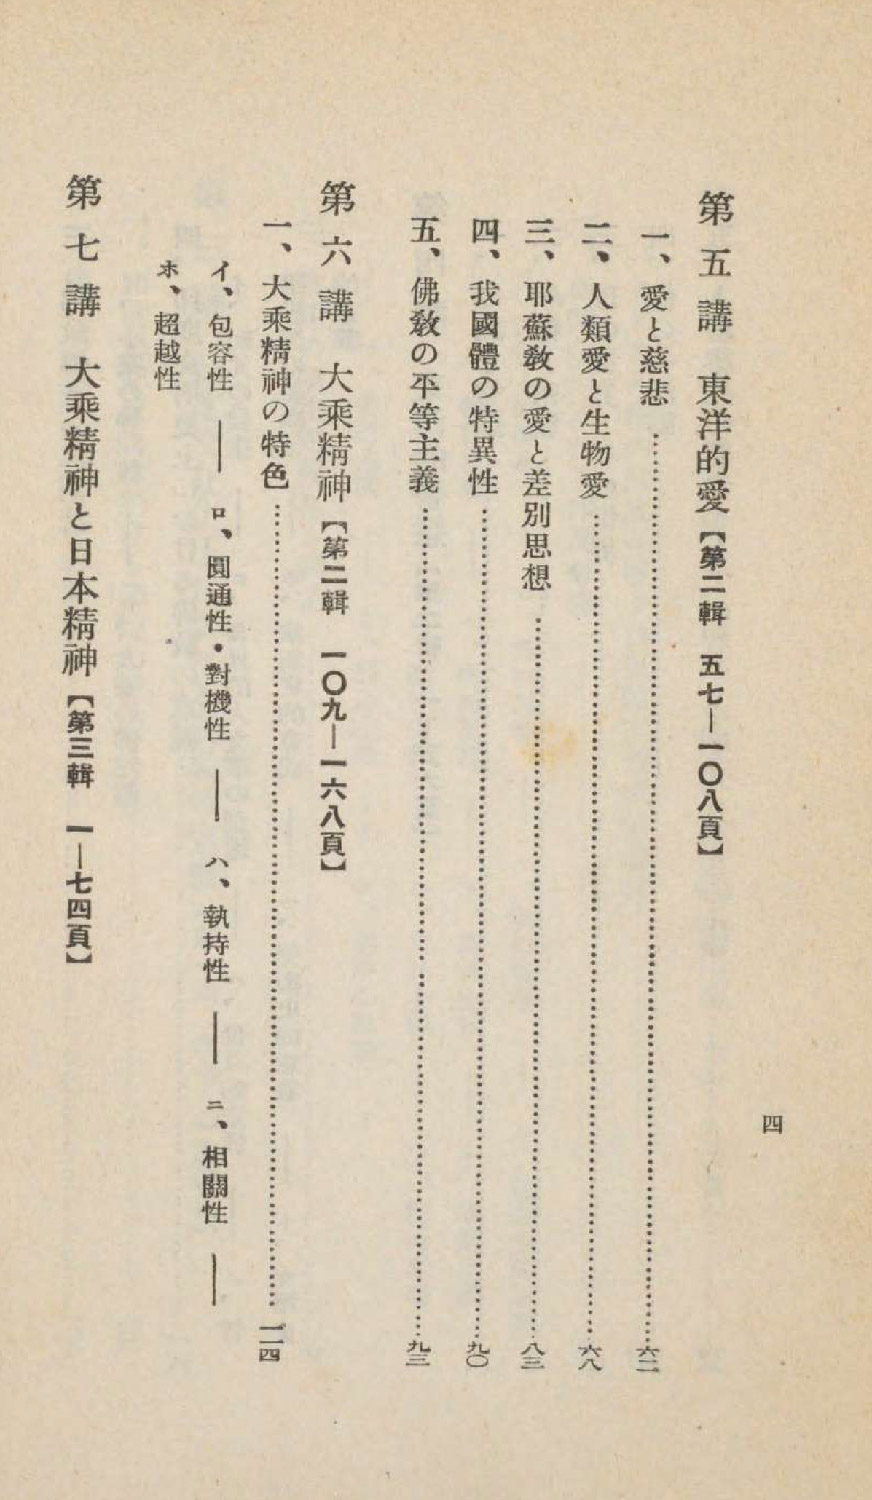 四
第五講　東洋的愛【第二輯　五七―一〇八頁】
一、愛と慈悲……六二
二、人類愛と生物愛……六八
三、耶蘇教の愛と差別思想……八三
四、我國體の特異性……九〇
五、佛教の平等主義……九三
第六講　大乘精神【第二輯　一〇九―一六八頁】
一、大乘精神の特色……一一四
イ、包容性――ロ、圓通性・對機性――ハ、執持性――ニ、相關性――
ホ、超越性
第七講　大乘精神と日本精神【第三輯　一―七四頁】